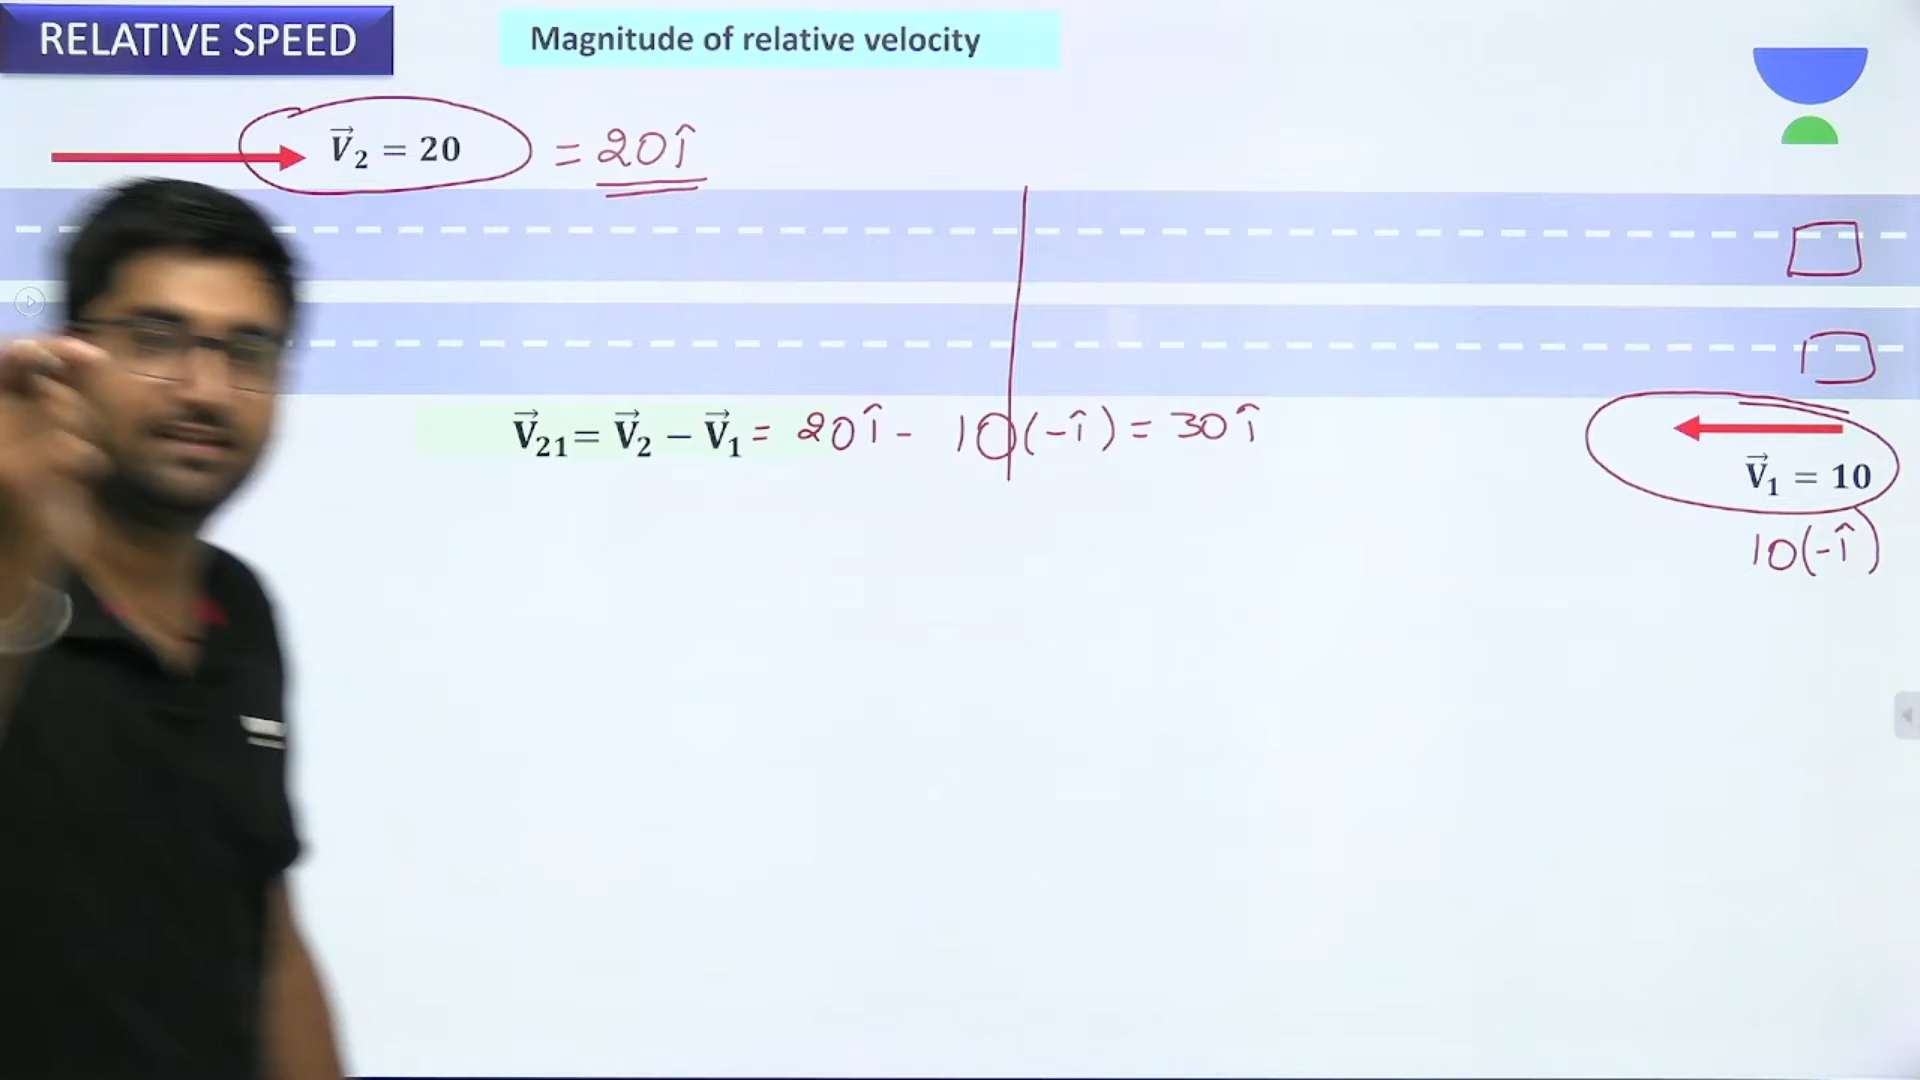 RELATIVE SPEED
Magnitude of relative velocity
V⃗₂ = 20 = 20î
V⃗₂₁ = V⃗₂ − V⃗₁ = 20î - 10(-î) = 30î
V⃗₁ = 10
10(-î)